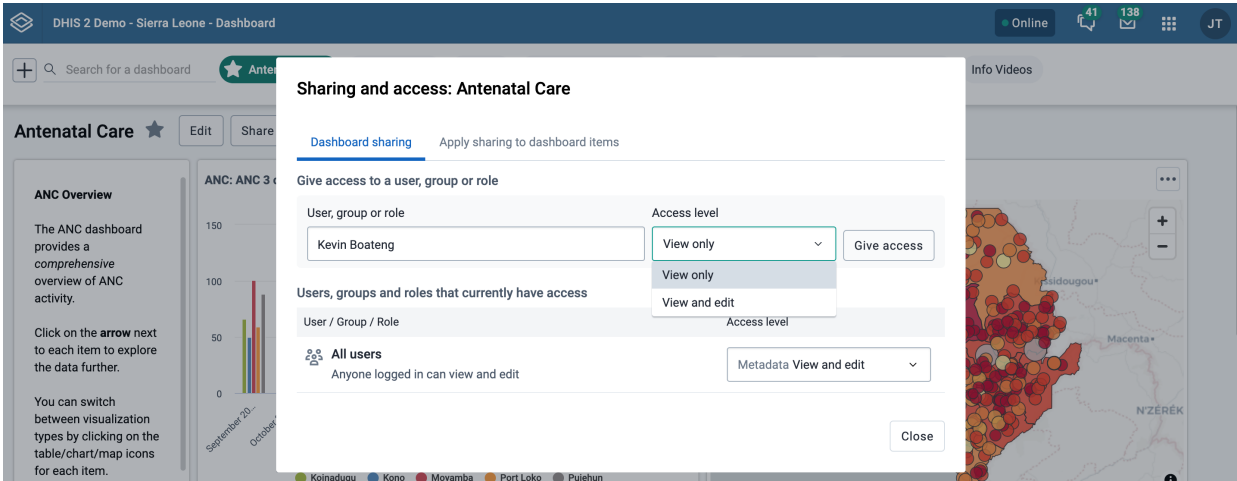 DHIS 2 Demo - Sierra Leone - Dashboard
Online
41
138
JT
Search for a dashboard
Info Videos
Sharing and access: Antenatal Care
Antenatal Care
Edit
Share
Dashboard sharing
Apply sharing to dashboard items
Give access to a user, group or role
User, group or role
Access level
Kevin Boateng
View only
Give access
View only
View and edit
Users, groups and roles that currently have access
User / Group / Role
Access level
All users
Anyone logged in can view and edit
Metadata View and edit
Close
ANC Overview
The ANC dashboard
provides a
comprehensive
overview of ANC
activity.
Click on the arrow next
to each item to explore
the data further.
You can switch
between visualization
types by clicking on the
table/chart/map icons
for each item.
ANC: ANC 3
150
100
50
0
September 20...
Koinadugu
Kono
Moyamba
Port Loko
Pujehun
Macenta
N'ZÉRÉK